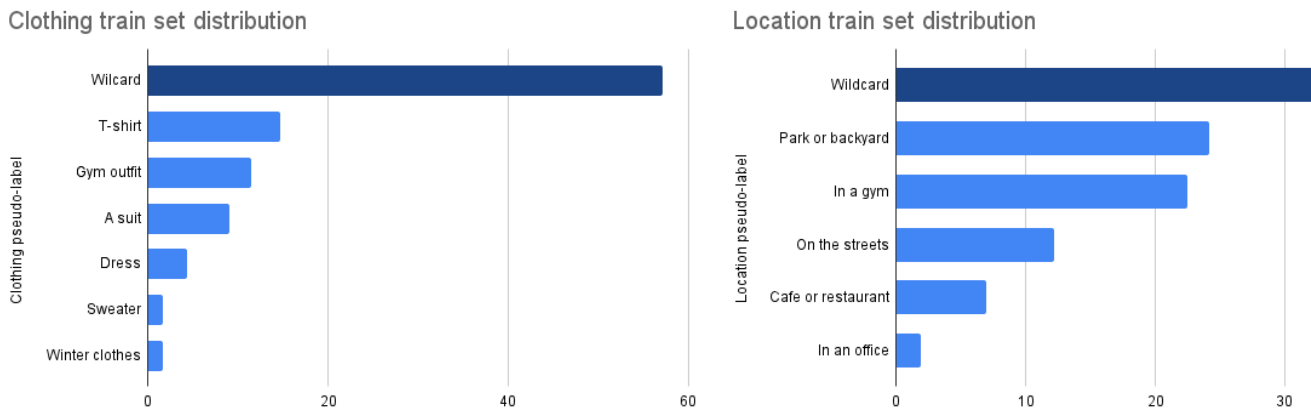 Clothing train set distribution
Clothing pseudo-label
Wilcard
T-shirt
Gym outfit
A suit
Dress
Sweater
Winter clothes
0 20 40 60
Location train set distribution
Location pseudo-label
Wildcard
Park or backyard
In a gym
On the streets
Cafe or restaurant
In an office
0 10 20 30